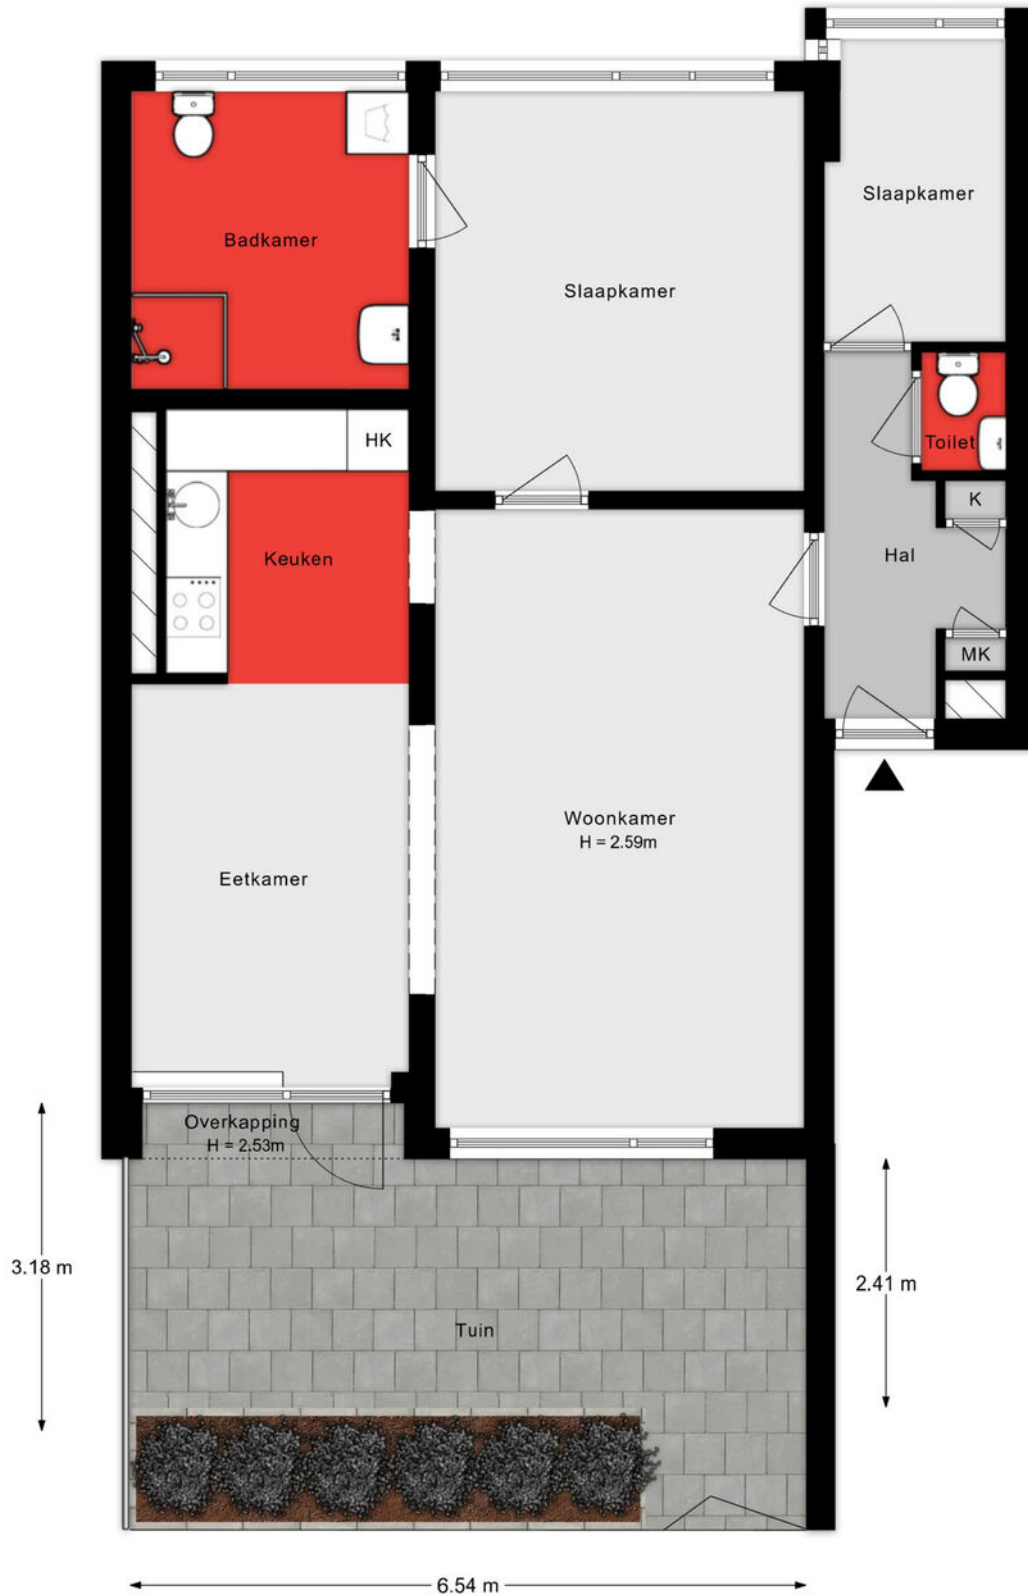 Slaapkamer
Badkamer
Slaapkamer
HK
Toilet
K
Keuken
Hal
MK
Woonkamer
H = 2.59m
Eetkamer
Overkapping
H = 2.53m
3.18 m
2.41 m
Tuin
6.54 m